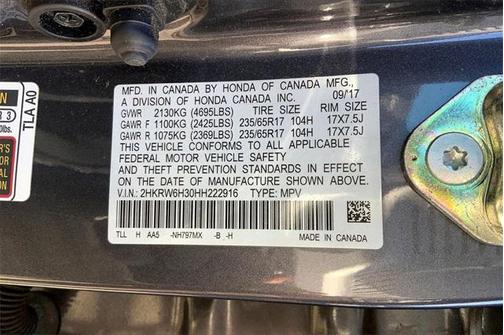 MFD. IN CANADA BY HONDA OF CANADA MFG.,
A DIVISION OF HONDA CANADA INC. 09/17
GVWR 2130KG (4695LBS) TIRE SIZE RIM SIZE
GAWR F 1100KG (2425LBS) 235/65R17 104H 17X7.5J
GAWR R 1075KG (2369LBS) 235/65R17 104H 17X7.5J
THIS VEHICLE CONFORMS TO ALL APPLICABLE
FEDERAL MOTOR VEHICLE SAFETY
AND THEFT PREVENTION STANDARDS IN EFFECT
ON THE DATE OF MANUFACTURE SHOWN ABOVE.
V.I.N.: 2HKRW6H30HH222916 TYPE: MPV
TLL H AA5 -NH797MX -B -H MADE IN CANADA
TLA A0
R 3
0lbs.